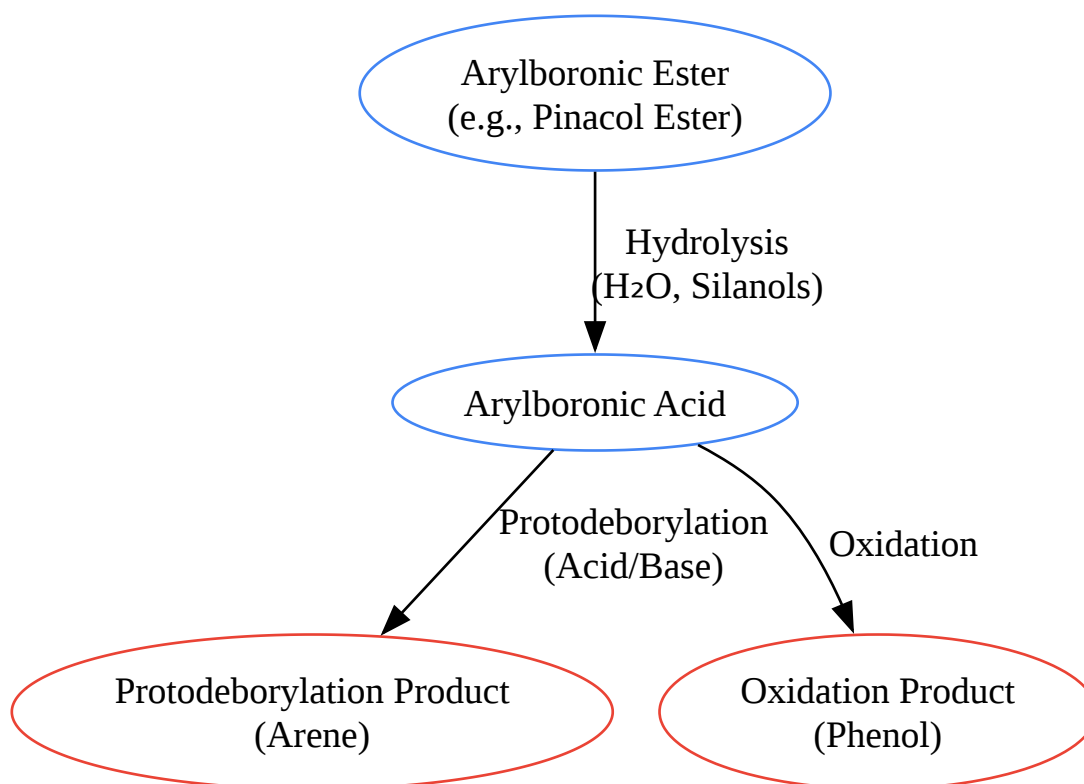 Arylboronic Ester
(e.g., Pinacol Ester)
Hydrolysis
(H₂O, Silanols)
Arylboronic Acid
Protodeborylation
(Acid/Base)
Oxidation
Protodeborylation Product
(Arene)
Oxidation Product
(Phenol)